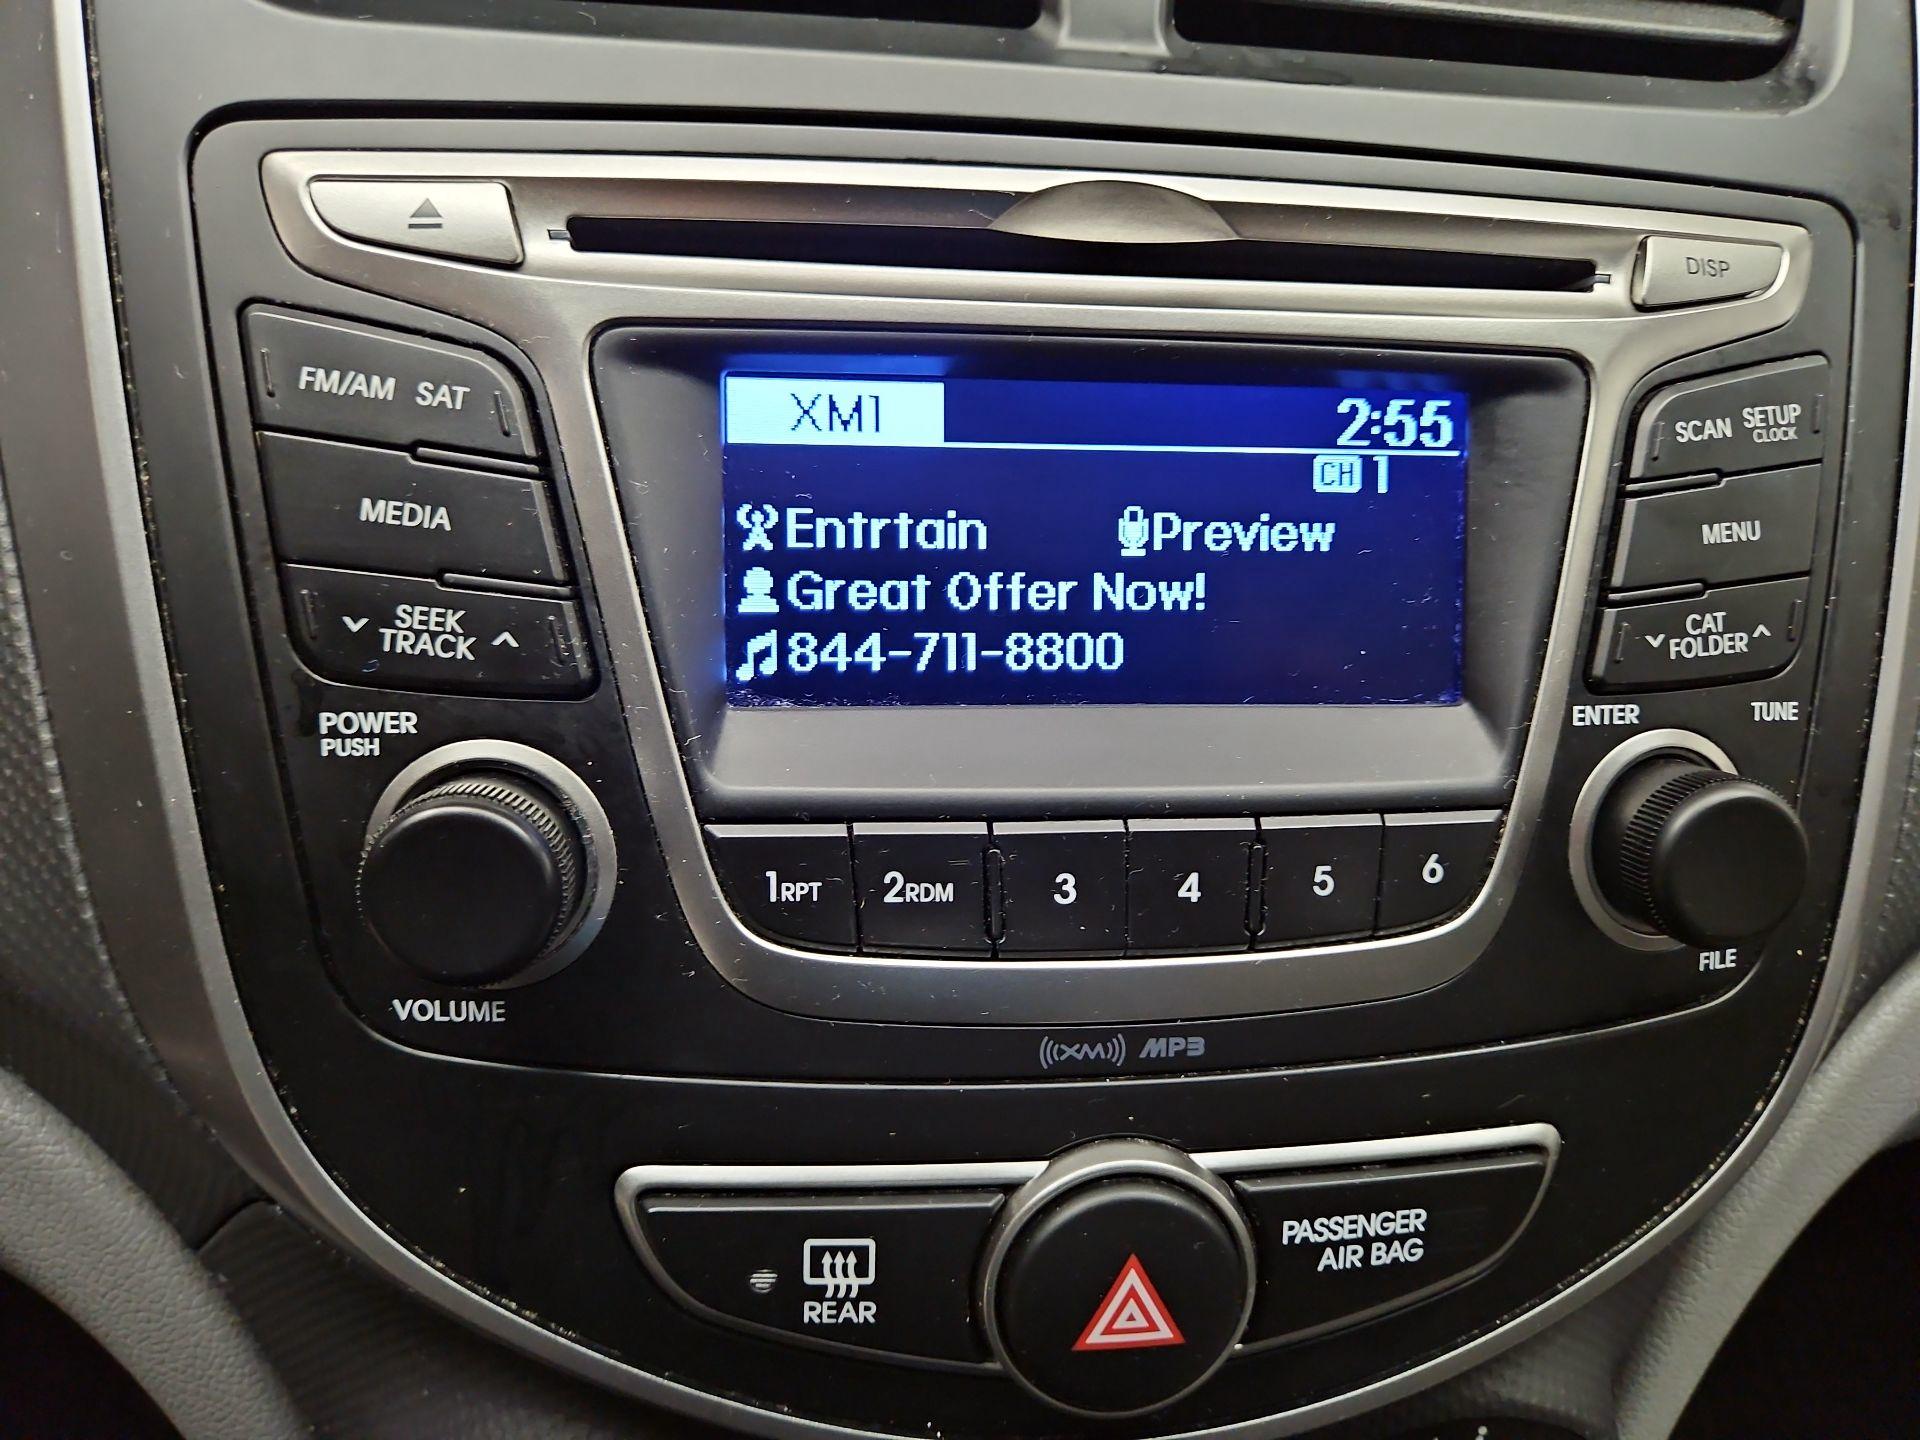 DISP
FM/AM SAT
XM1 2:55
SCAN SETUP
CLOCK
CH 1
MEDIA
Entrtain Preview
MENU
Great Offer Now!
SEEK
TRACK
844-711-8800
CAT
FOLDER
POWER
PUSH
ENTER TUNE
1RPT 2RDM 3 4 5 6
FILE
VOLUME
XM MP3
PASSENGER
AIR BAG
REAR